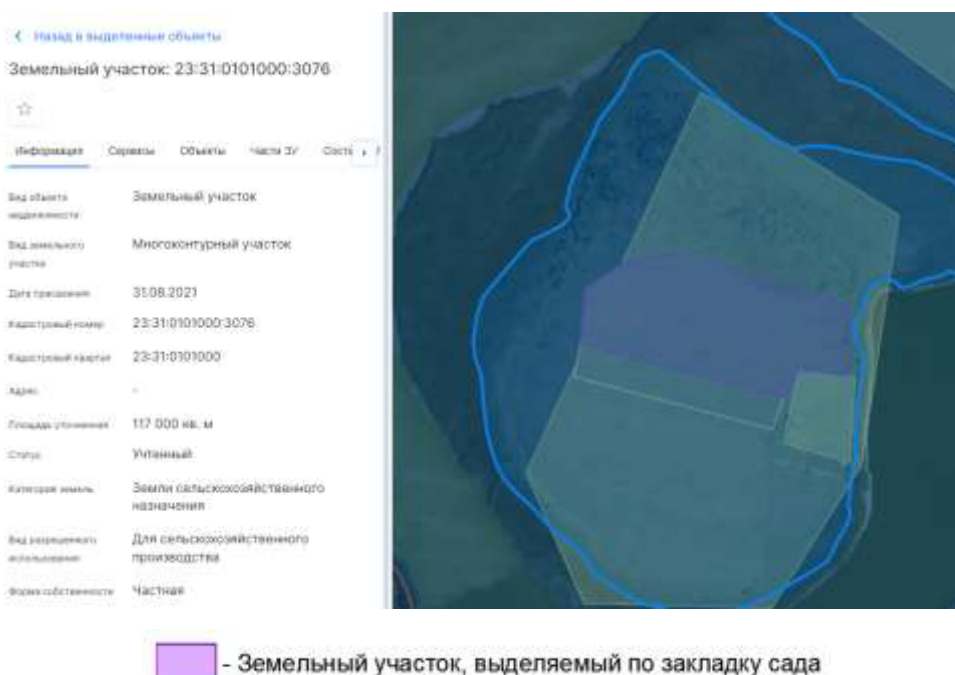 Назад в выделенные объекты
Земельный участок: 23:31:0101000:3076
Информация Сервисы Объекты Части ЗУ Соста
Вид объекта недвижимости
Земельный участок
Вид земельного участка
Многоконтурный участок
Дата присвоения
31.08.2021
Кадастровый номер
23:31:0101000:3076
Кадастровый квартал
23:31:0101000
Адрес
-
Площадь уточненная
117 000 кв. м
Статус
Учтенный
Категория земель
Земли сельскохозяйственного
назначения
Вид разрешенного использования
Для сельскохозяйственного
производства
Форма собственности
Частная
- Земельный участок, выделяемый по закладку сада